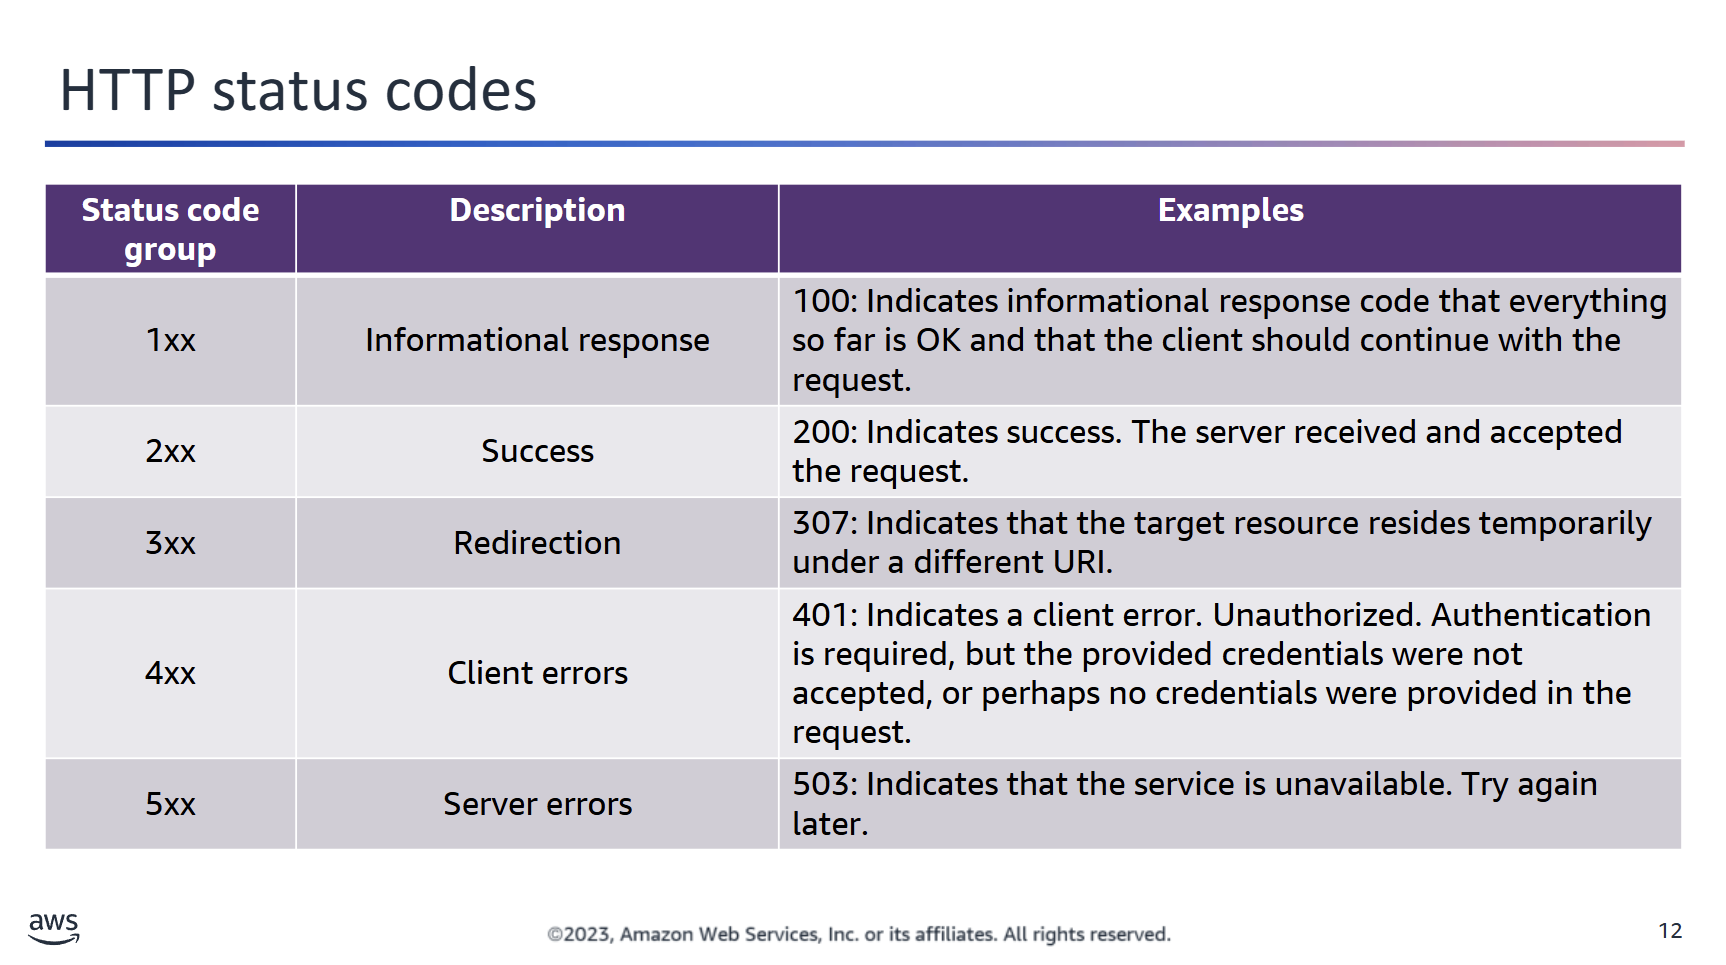 HTTP status codes
Status code
group
Description
Examples
1xx
Informational response
100: Indicates informational response code that everything
so far is OK and that the client should continue with the
request.
2xx
Success
200: Indicates success. The server received and accepted
the request.
3xx
Redirection
307: Indicates that the target resource resides temporarily
under a different URI.
4xx
Client errors
401: Indicates a client error. Unauthorized. Authentication
is required, but the provided credentials were not
accepted, or perhaps no credentials were provided in the
request.
5xx
Server errors
503: Indicates that the service is unavailable. Try again
later.
aws
©2023, Amazon Web Services, Inc. or its affiliates. All rights reserved.
12